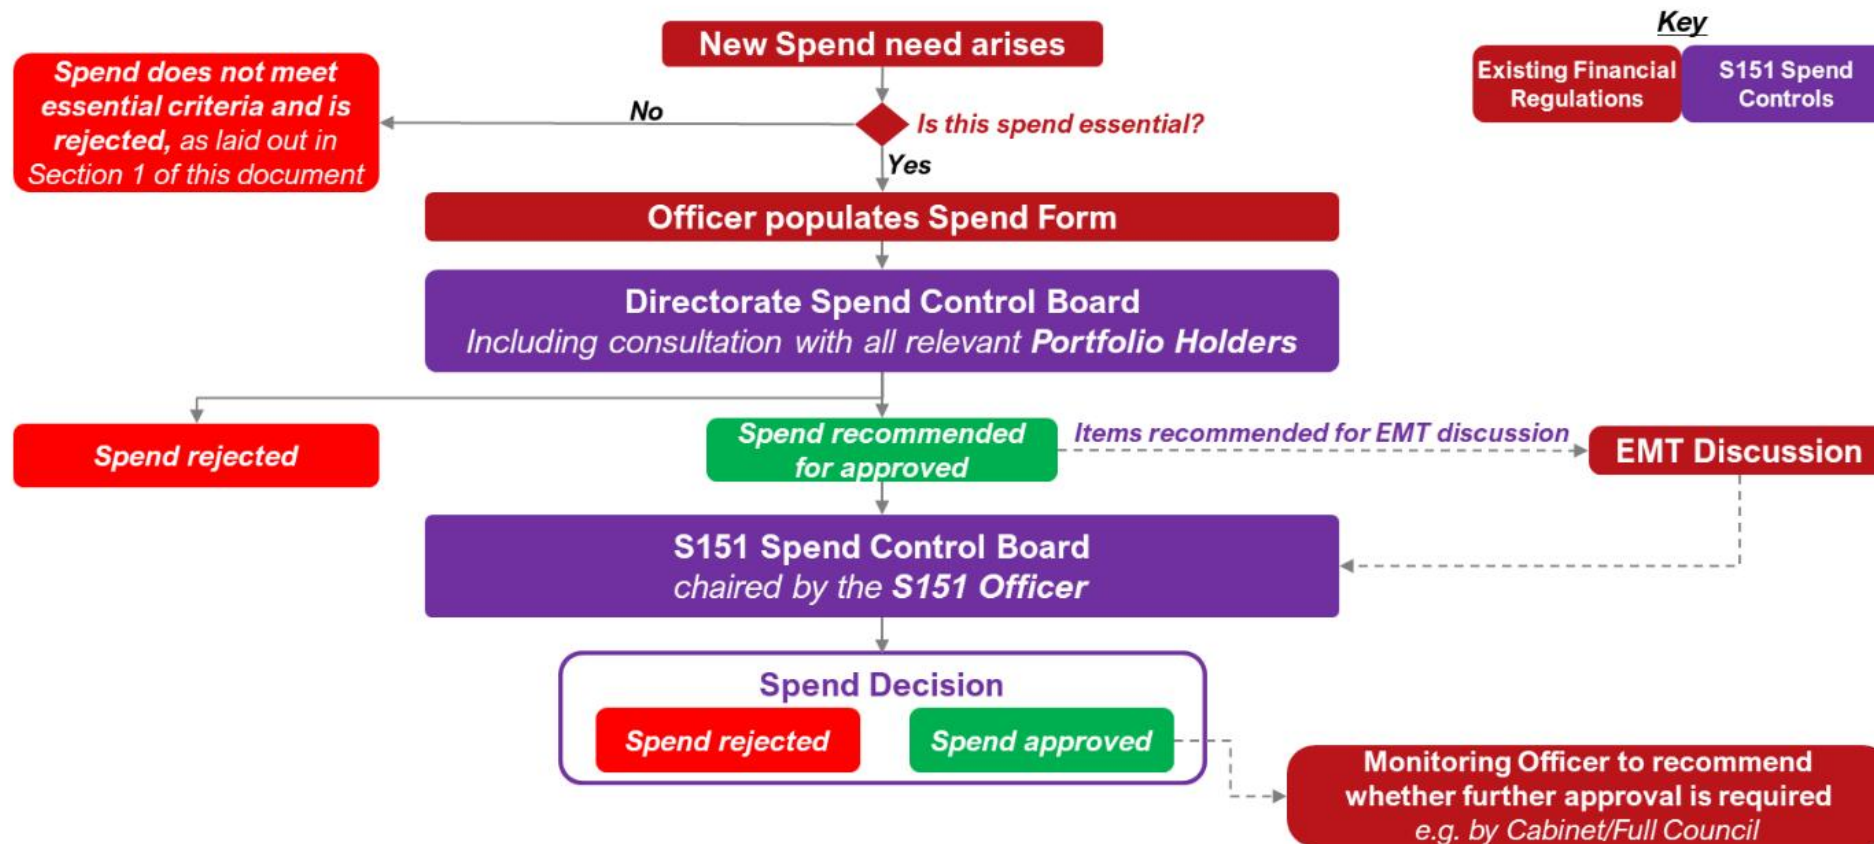 Key
New Spend need arises
Existing Financial
Regulations
S151 Spend
Controls
Spend does not meet
essential criteria and is
rejected, as laid out in
Section 1 of this document
No
Is this spend essential?
Yes
Officer populates Spend Form
Directorate Spend Control Board
Including consultation with all relevant Portfolio Holders
Spend rejected
Spend recommended
for approved
Items recommended for EMT discussion
EMT Discussion
S151 Spend Control Board
chaired by the S151 Officer
Spend Decision
Spend rejected
Spend approved
Monitoring Officer to recommend
whether further approval is required
e.g. by Cabinet/Full Council